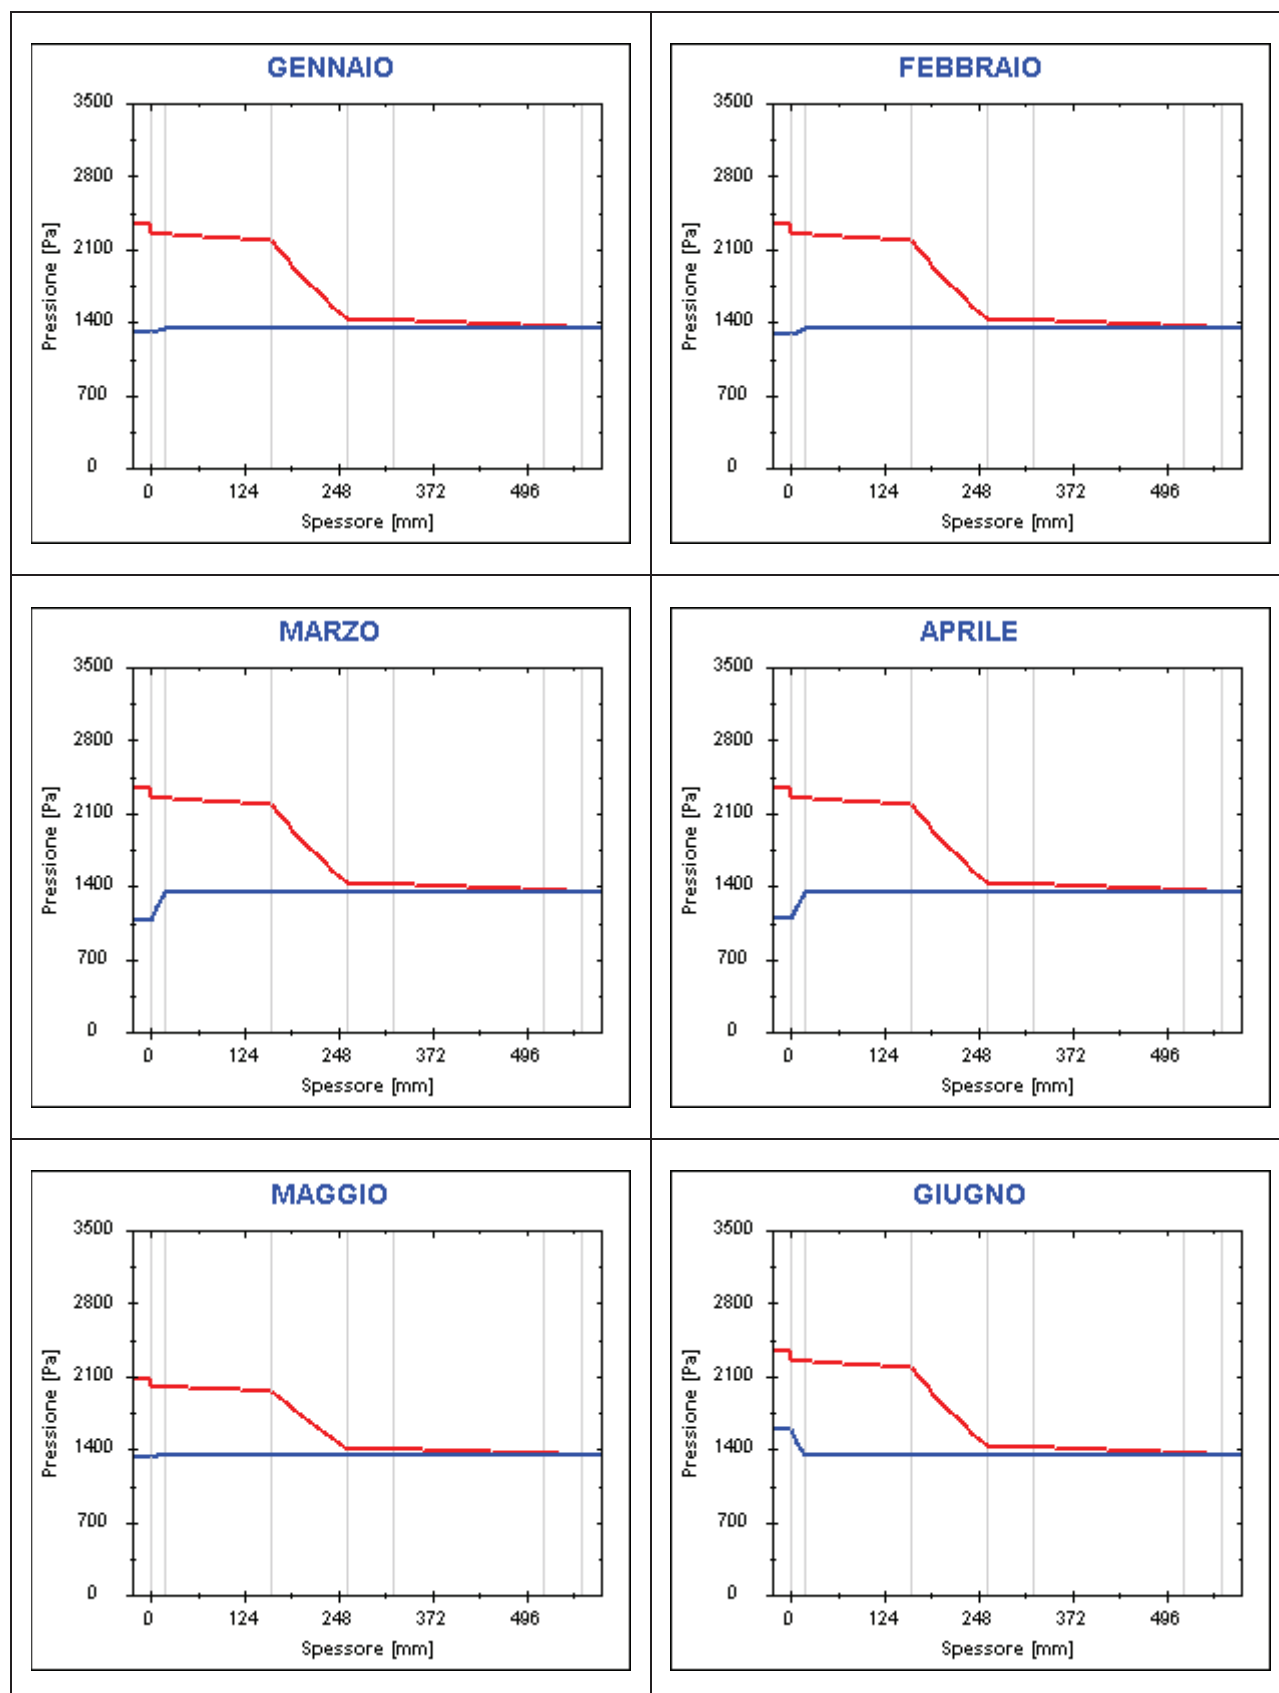 GENNAIO
3500
2800
2100
1400
700
0
Pressione [Pa]
0 124 248 372 496
Spessore [mm]
FEBBRAIO
3500
2800
2100
1400
700
0
Pressione [Pa]
0 124 248 372 496
Spessore [mm]
MARZO
3500
2800
2100
1400
700
0
Pressione [Pa]
0 124 248 372 496
Spessore [mm]
APRILE
3500
2800
2100
1400
700
0
Pressione [Pa]
0 124 248 372 496
Spessore [mm]
MAGGIO
3500
2800
2100
1400
700
0
Pressione [Pa]
0 124 248 372 496
Spessore [mm]
GIUGNO
3500
2800
2100
1400
700
0
Pressione [Pa]
0 124 248 372 496
Spessore [mm]